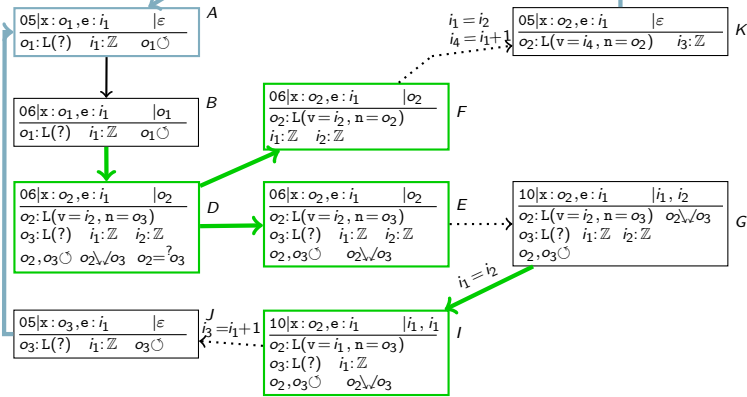 A
05|x:o₁,e:i₁ |ε
o₁:L(?) i₁:ℤ o₁↺
B
06|x:o₁,e:i₁ |o₁
o₁:L(?) i₁:ℤ o₁↺
i₁=i₂
i₄=i₁+1
K
05|x:o₂,e:i₁ |ε
o₂:L(v=i₄,n=o₂) i₃:ℤ
F
06|x:o₂,e:i₁ |o₂
o₂:L(v=i₂,n=o₂)
i₁:ℤ i₂:ℤ
D
06|x:o₂,e:i₁ |o₂
o₂:L(v=i₂,n=o₃)
o₃:L(?) i₁:ℤ i₂:ℤ
o₂,o₃↺ o₂\↙↘/o₃ o₂=?o₃
E
06|x:o₂,e:i₁ |o₂
o₂:L(v=i₂,n=o₃)
o₃:L(?) i₁:ℤ i₂:ℤ
o₂,o₃↺ o₂↘↙o₃
G
10|x:o₂,e:i₁ |i₁,i₂
o₂:L(v=i₂,n=o₃) o₂↘↙o₃
o₃:L(?) i₁:ℤ i₂:ℤ
o₂,o₃↺
i₁=i₂
J
05|x:o₃,e:i₁ |ε
o₃:L(?) i₁:ℤ o₃↺
i₃=i₁+1
I
10|x:o₂,e:i₁ |i₁,i₁
o₂:L(v=i₁,n=o₃)
o₃:L(?) i₁:ℤ
o₂,o₃↺ o₂↘↙o₃